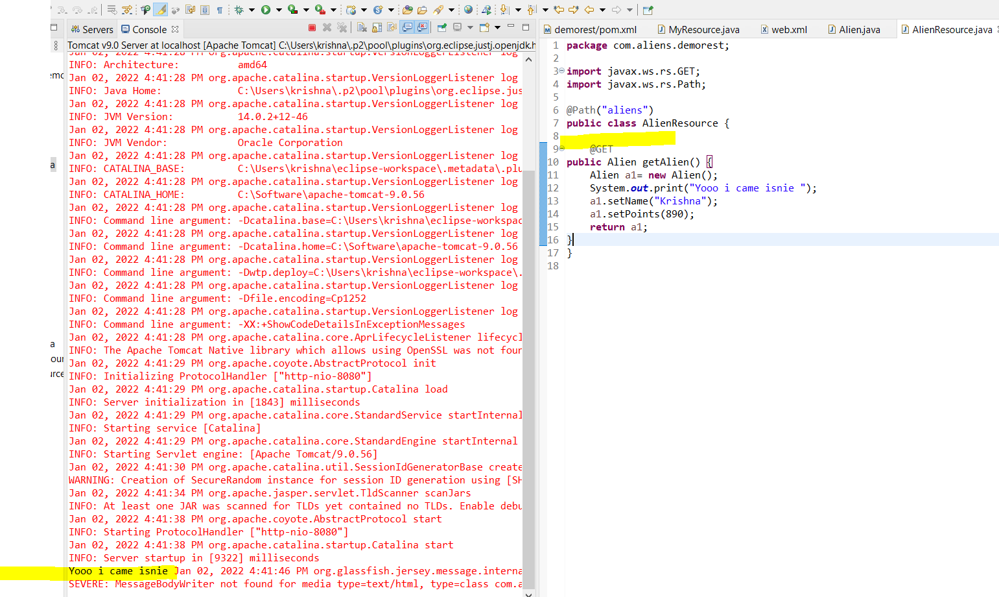 Servers Console
demorest/pom.xml MyResource.java web.xml Alien.java AlienResource.java
Tomcat v9.0 Server at localhost [Apache Tomcat] C:\Users\krishna\.p2\pool\plugins\org.eclipse.justj.openjdk.h
Jan 02, 2022 4:41:28 PM org.apache.catalina.startup.VersionLoggerListener log
INFO: Architecture: amd64
Jan 02, 2022 4:41:28 PM org.apache.catalina.startup.VersionLoggerListener log
INFO: Java Home: C:\Users\krishna\.p2\pool\plugins\org.eclipse.jus
Jan 02, 2022 4:41:28 PM org.apache.catalina.startup.VersionLoggerListener log
INFO: JVM Version: 14.0.2+12-46
Jan 02, 2022 4:41:28 PM org.apache.catalina.startup.VersionLoggerListener log
INFO: JVM Vendor: Oracle Corporation
Jan 02, 2022 4:41:28 PM org.apache.catalina.startup.VersionLoggerListener log
INFO: CATALINA_BASE: C:\Users\krishna\eclipse-workspace\.metadata\.plu
Jan 02, 2022 4:41:28 PM org.apache.catalina.startup.VersionLoggerListener log
INFO: CATALINA_HOME: C:\Software\apache-tomcat-9.0.56
Jan 02, 2022 4:41:28 PM org.apache.catalina.startup.VersionLoggerListener log
INFO: Command line argument: -Dcatalina.base=C:\Users\krishna\eclipse-workspac
Jan 02, 2022 4:41:28 PM org.apache.catalina.startup.VersionLoggerListener log
INFO: Command line argument: -Dcatalina.home=C:\Software\apache-tomcat-9.0.56
Jan 02, 2022 4:41:28 PM org.apache.catalina.startup.VersionLoggerListener log
INFO: Command line argument: -Dwtp.deploy=C:\Users\krishna\eclipse-workspace\.
Jan 02, 2022 4:41:28 PM org.apache.catalina.startup.VersionLoggerListener log
INFO: Command line argument: -Dfile.encoding=Cp1252
Jan 02, 2022 4:41:28 PM org.apache.catalina.startup.VersionLoggerListener log
INFO: Command line argument: -XX:+ShowCodeDetailsInExceptionMessages
Jan 02, 2022 4:41:28 PM org.apache.catalina.core.AprLifecycleListener lifecycl
INFO: The Apache Tomcat Native library which allows using OpenSSL was not foun
Jan 02, 2022 4:41:29 PM org.apache.coyote.AbstractProtocol init
INFO: Initializing ProtocolHandler ["http-nio-8080"]
Jan 02, 2022 4:41:29 PM org.apache.catalina.startup.Catalina load
INFO: Server initialization in [1843] milliseconds
Jan 02, 2022 4:41:29 PM org.apache.catalina.core.StandardService startInternal
INFO: Starting service [Catalina]
Jan 02, 2022 4:41:29 PM org.apache.catalina.core.StandardEngine startInternal
INFO: Starting Servlet engine: [Apache Tomcat/9.0.56]
Jan 02, 2022 4:41:30 PM org.apache.catalina.util.SessionIdGeneratorBase create
WARNING: Creation of SecureRandom instance for session ID generation using [SH
Jan 02, 2022 4:41:34 PM org.apache.jasper.servlet.TldScanner scanJars
INFO: At least one JAR was scanned for TLDs yet contained no TLDs. Enable debu
Jan 02, 2022 4:41:38 PM org.apache.coyote.AbstractProtocol start
INFO: Starting ProtocolHandler ["http-nio-8080"]
Jan 02, 2022 4:41:38 PM org.apache.catalina.startup.Catalina start
INFO: Server startup in [9322] milliseconds
Yooo i came isnie Jan 02, 2022 4:41:46 PM org.glassfish.jersey.message.interna
SEVERE: MessageBodyWriter not found for media type=text/html, type=class com.a
1 package com.aliens.demorest;
2
3 import javax.ws.rs.GET;
4 import javax.ws.rs.Path;
5
6 @Path("aliens")
7 public class AlienResource {
8
9 @GET
10 public Alien getAlien() {
11 Alien a1= new Alien();
12 System.out.print("Yooo i came isnie ");
13 a1.setName("Krishna");
14 a1.setPoints(890);
15 return a1;
16 }
17 }
18